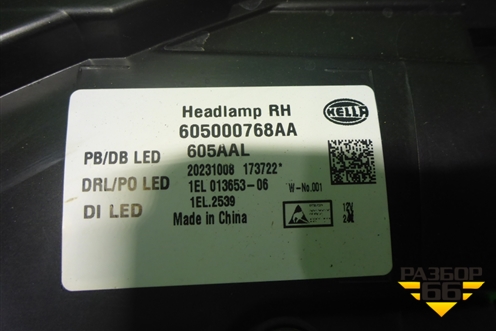 Headlamp RH
HELLA
605000768AA
PB/DB LED 605AAL
20231008 173722*
DRL/PO LED 1EL 013653-06 W-No.001
DI LED 1EL.2539
Made in China
12V
РАЗБОР
66